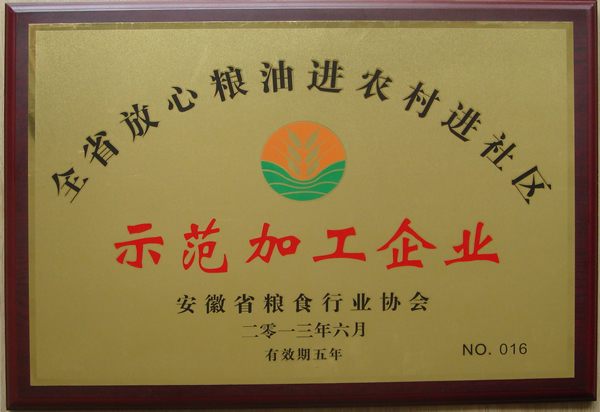 全省放心粮油进农村进社区
示范加工企业
安徽省粮食行业协会
二零一三年六月
有效期五年
NO. 016